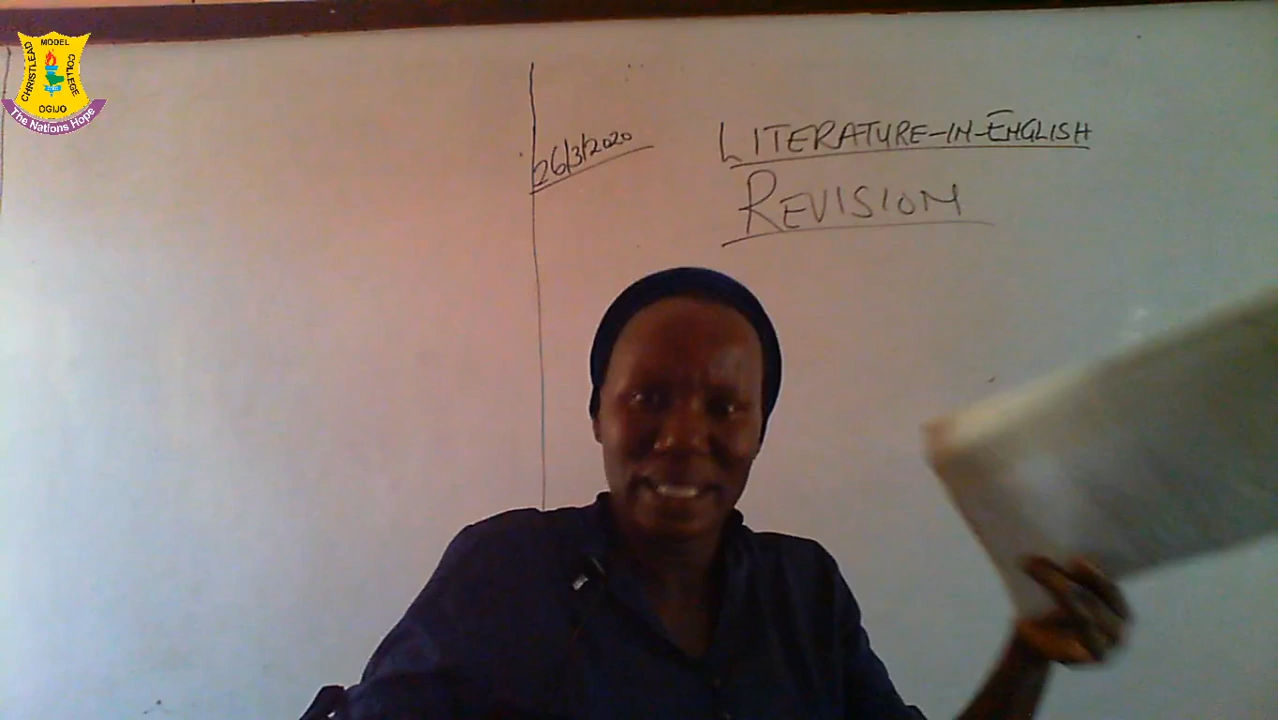 MODEL
CHRISTLEAD
COLLEGE
OGIJO
The Nations Hope
26/3/2020
LITERATURE-IN-ENGLISH
REVISION